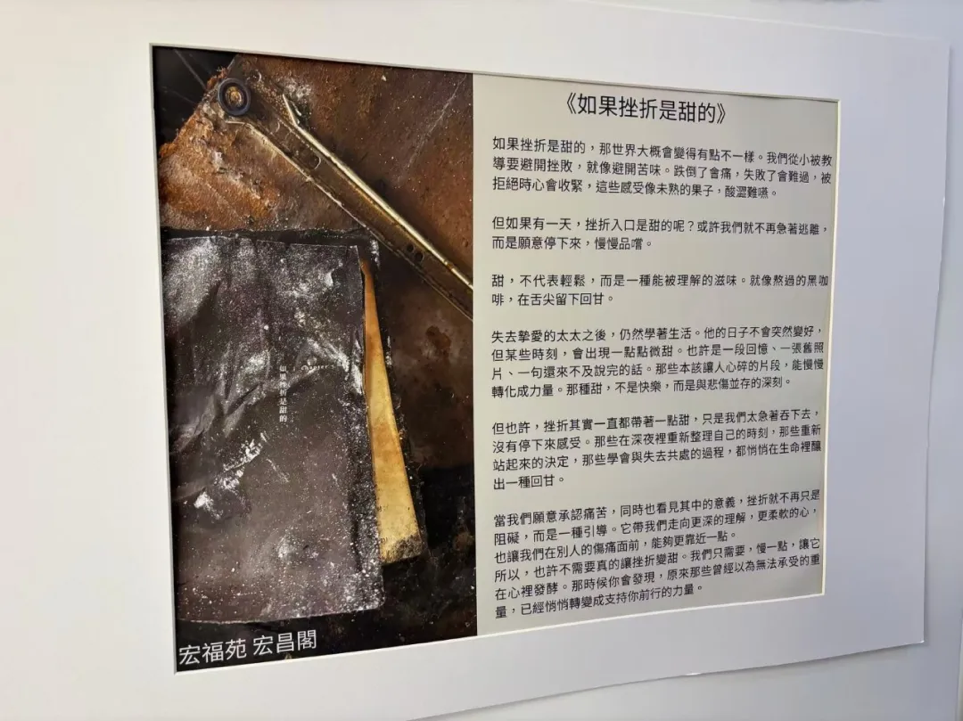 《如果挫折是甜的》
如果挫折是甜的，那世界大概會變得有點不一樣。我們從小被教
導要避開挫敗，就像避開苦味。跌倒了會痛，失敗了會難過，被
拒絕時心會收緊，這些感受像未熟的果子，酸澀難嚥。
但如果有一天，挫折入口是甜的呢？或許我們就不再急著逃離，
而是願意停下來，慢慢品嚐。
甜，不代表輕鬆，而是一種能被理解的滋味。就像熬過的黑咖
啡，在舌尖留下回甘。
失去摯愛的太太之後，仍然學著生活。他的日子不會突然變好，
但某些時刻，會出現一點點微甜。也許是一段回憶、一張舊照
片、一句還來不及說完的話。那些本該讓人心碎的片段，能慢慢
轉化成力量。那種甜，不是快樂，而是與悲傷並存的深刻。
但也許，挫折其實一直都帶著一點甜，只是我們太急著吞下去，
沒有停下來感受。那些在深夜裡重新整理自己的時刻，那些重新
站起來的決定，那些學會與失去共處的過程，都悄悄在生命裡釀
出一種回甘。
當我們願意承認痛苦，同時也看見其中的意義，挫折就不再只是
阻礙，而是一種引導。它帶我們走向更深的理解，更柔軟的心，
也讓我們在別人的傷痛面前，能夠更靠近一點。
所以，也許不需要真的讓挫折變甜。我們只需要，慢一點，讓它
在心裡發酵。那時候你會發現，原來那些曾經以為無法承受的重
量，已經悄悄轉變成支持你前行的力量。
如果挫折是甜的
宏福苑 宏昌閣